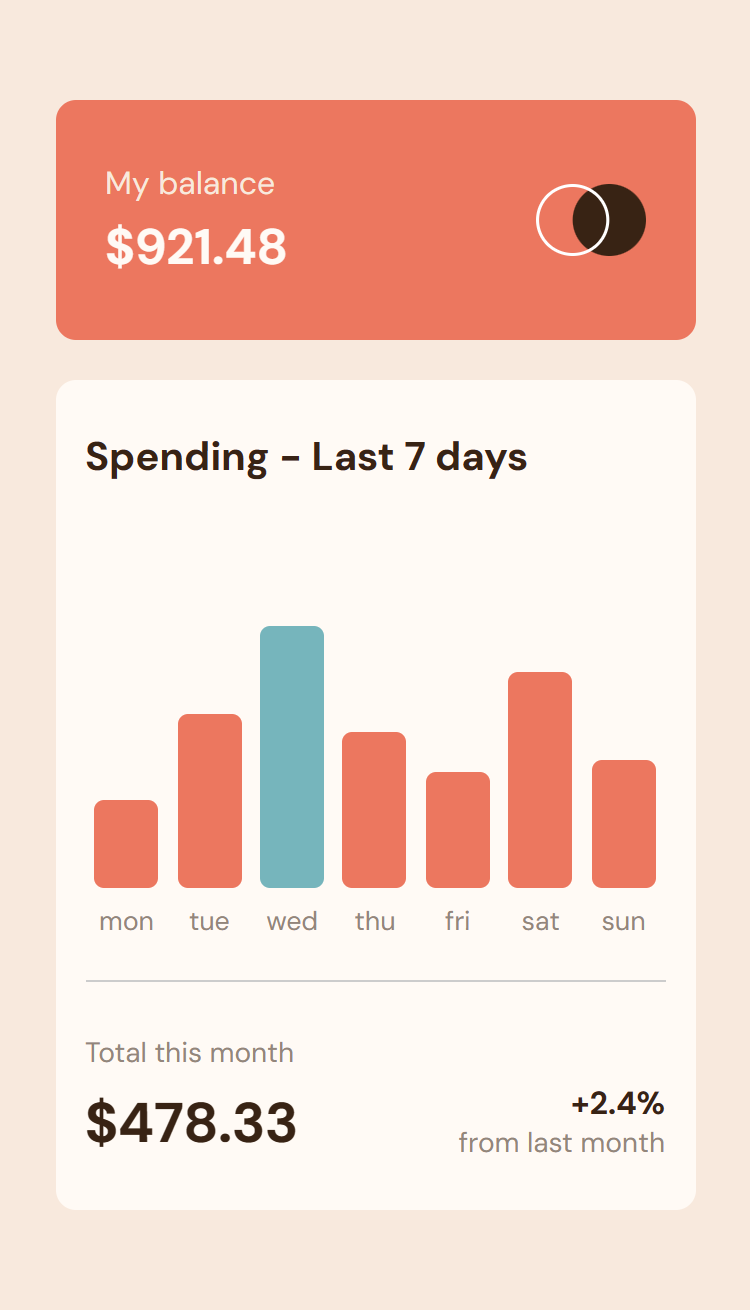 My balance
$921.48
Spending - Last 7 days
mon tue wed thu fri sat sun
Total this month
$478.33
+2.4%
from last month